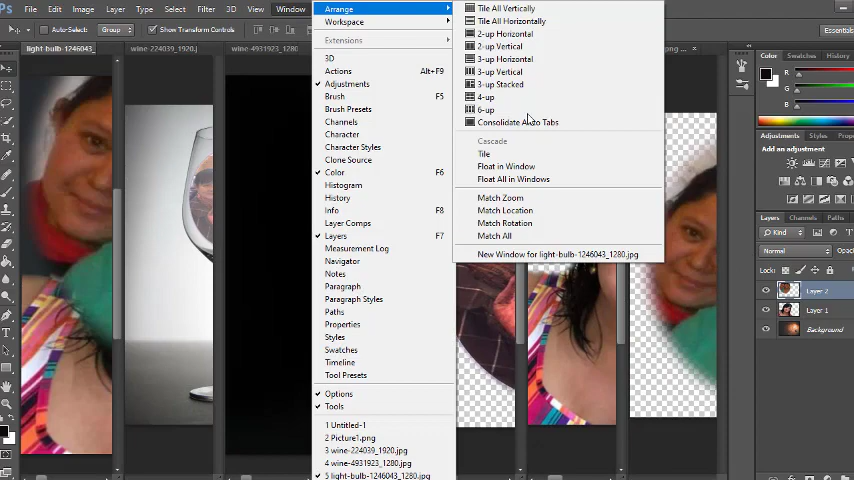 Ps
File Edit Image Layer Type Select Filter 3D View Window
Auto-Select: Group Show Transform Controls
Essentials
light-bulb-1246043_
wine-224039_1920.j
wine-4931923_1280
.png
Arrange
Workspace
Extensions
3D
Actions Alt+F9
Adjustments
Brush F5
Brush Presets
Channels
Character
Character Styles
Clone Source
Color F6
Histogram
History
Info F8
Layer Comps
Layers F7
Measurement Log
Navigator
Notes
Paragraph
Paragraph Styles
Paths
Properties
Styles
Swatches
Timeline
Tool Presets
Options
Tools
1 Untitled-1
2 Picture1.png
3 wine-224039_1920.jpg
4 wine-4931923_1280.jpg
5 light-bulb-1246043_1280.jpg
Tile All Vertically
Tile All Horizontally
2-up Horizontal
2-up Vertical
3-up Horizontal
3-up Vertical
3-up Stacked
4-up
6-up
Consolidate All to Tabs
Cascade
Tile
Float in Window
Float All in Windows
Match Zoom
Match Location
Match Rotation
Match All
New Window for light-bulb-1246043_1280.jpg
Color Swatches Styles
R
G
B
Adjustments Styles
Add an adjustment
Layers Channels Paths
Kind
Normal
Lock:
Layer 2
Layer 1
Background